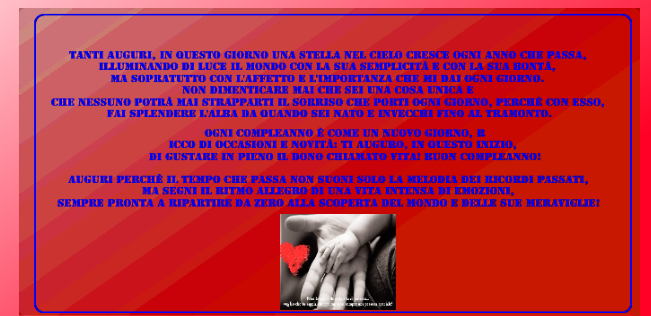 TANTI AUGURI, IN QUESTO GIORNO UNA STELLA NEL CIELO CRESCE OGNI ANNO CHE PASSA,
ILLUMINANDO DI LUCE IL MONDO CON LA SUA SEMPLICITÀ E CON LA SUA BONTÀ,
MA SOPRATUTTO CON L'AFFETTO E L'IMPORTANZA CHE MI DAI OGNI GIORNO.
NON DIMENTICARE MAI CHE SEI UNA COSA UNICA E
CHE NESSUNO POTRÀ MAI STRAPPARTI IL SORRISO CHE PORTI OGNI GIORNO, PERCHÉ CON ESSO,
FAI SPLENDERE L'ALBA DA QUANDO SEI NATO E INVECCHI FINO AL TRAMONTO.
OGNI COMPLEANNO È COME UN NUOVO GIORNO, E
ICCO DI OCCASIONI E NOVITÀ: TI AUGURO, IN QUESTO INIZIO,
DI GUSTARE IN PIENO IL DONO CHIAMATO VITA! BUON COMPLEANNO!
AUGURI PERCHÉ IL TEMPO CHE PASSA NON SUONI SOLO LA MELODIA DEI RICORDI PASSATI,
MA SEGNI IL RITMO ALLEGRO DI UNA VITA INTENSA DI EMOZIONI,
SEMPRE PRONTA A RIPARTIRE DA ZERO ALLA SCOPERTA DEL MONDO E DELLE SUE MERAVIGLIE!